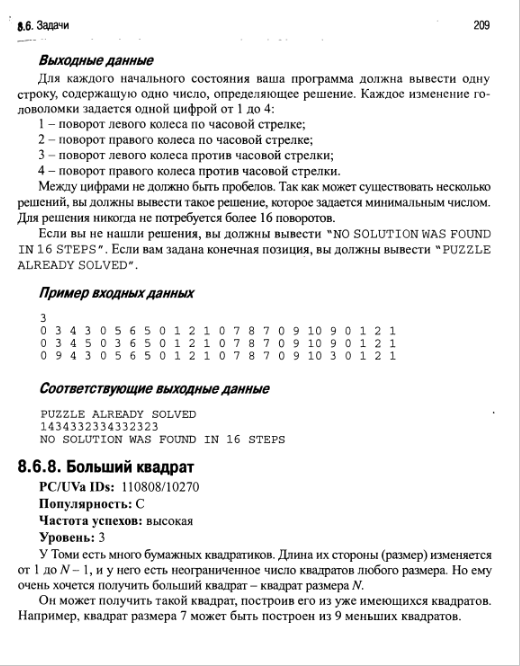 8.6. Задачи 209
Выходные данные
Для каждого начального состояния ваша программа должна вывести одну
строку, содержащую одно число, определяющее решение. Каждое изменение го-
ловоломки задается одной цифрой от 1 до 4:
1 – поворот левого колеса по часовой стрелке;
2 – поворот правого колеса по часовой стрелке;
3 – поворот левого колеса против часовой стрелки;
4 – поворот правого колеса против часовой стрелки.
Между цифрами не должно быть пробелов. Так как может существовать несколько
решений, вы должны вывести такое решение, которое задается минимальным числом.
Для решения никогда не потребуется более 16 поворотов.
Если вы не нашли решения, вы должны вывести "NO SOLUTION WAS FOUND
IN 16 STEPS". Если вам задана конечная позиция, вы должны вывести "PUZZLE
ALREADY SOLVED".
Пример входных данных
3
0 3 4 3 0 5 6 5 0 1 2 1 0 7 8 7 0 9 10 9 0 1 2 1
0 3 4 5 0 3 6 5 0 1 2 1 0 7 8 7 0 9 10 9 0 1 2 1
0 9 4 3 0 5 6 5 0 1 2 1 0 7 8 7 0 9 10 3 0 1 2 1
Соответствующие выходные данные
PUZZLE ALREADY SOLVED
1434332334332323
NO SOLUTION WAS FOUND IN 16 STEPS
8.6.8. Больший квадрат
PC/UVa IDs: 110808/10270
Популярность: C
Частота успехов: высокая
Уровень: 3
У Томи есть много бумажных квадратиков. Длина их стороны (размер) изменяется
от 1 до N – 1, и у него есть неограниченное число квадратов любого размера. Но ему
очень хочется получить больший квадрат – квадрат размера N.
Он может получить такой квадрат, построив его из уже имеющихся квадратов.
Например, квадрат размера 7 может быть построен из 9 меньших квадратов.